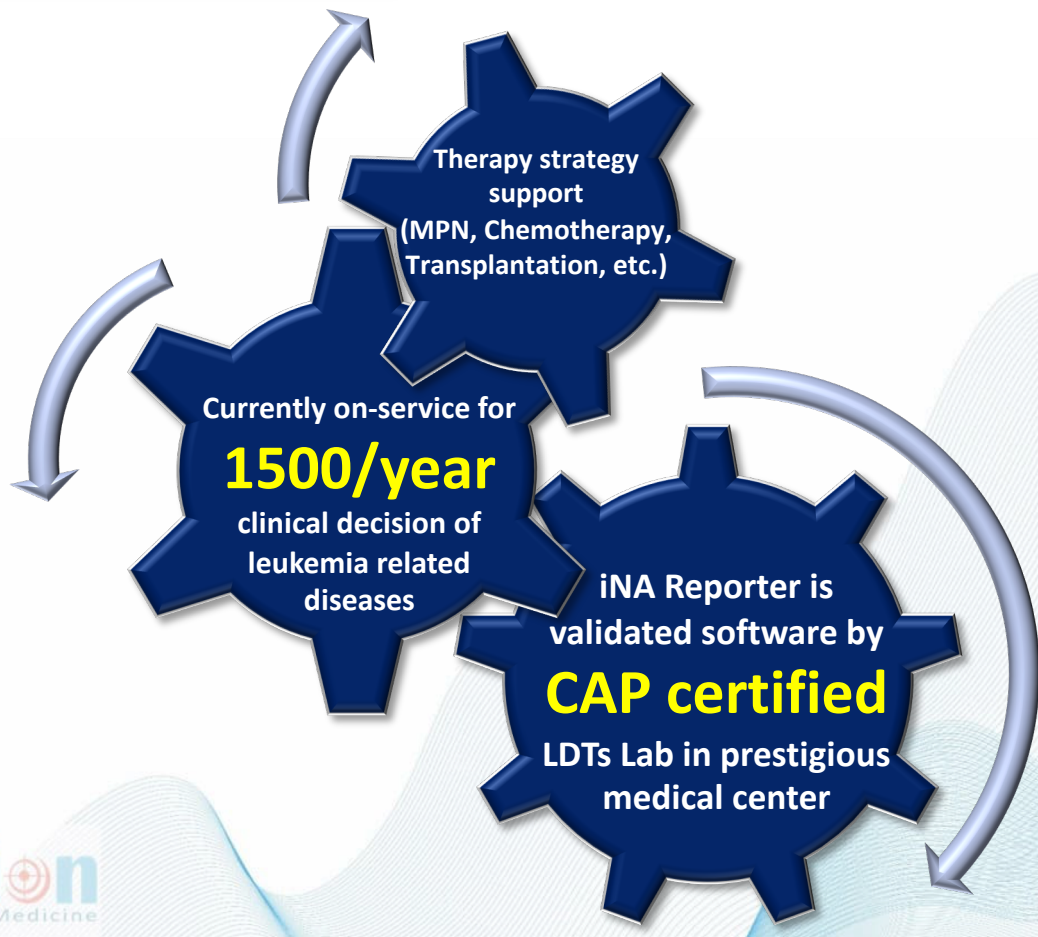 Therapy strategy
support
(MPN, Chemotherapy,
Transplantation, etc.)
Currently on-service for
1500/year
clinical decision of
leukemia related
diseases
iNA Reporter is
validated software by
CAP certified
LDTs Lab in prestigious
medical center
on
Medicine